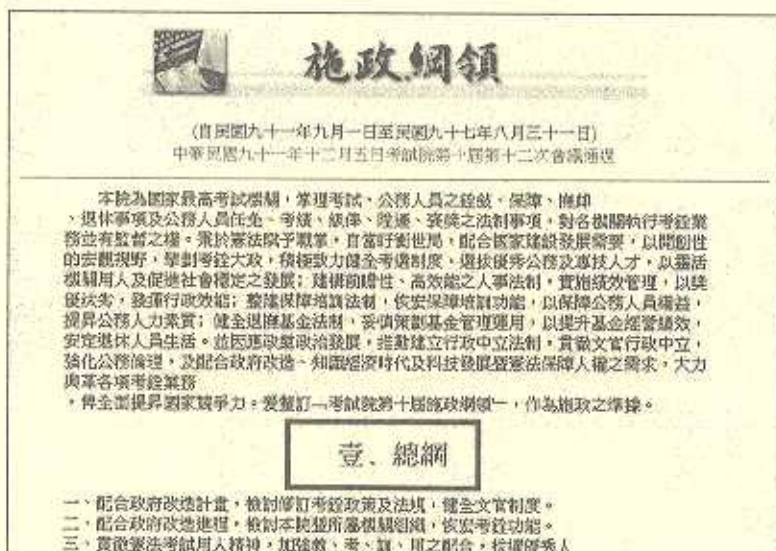 施政綱領
(自民國九十一年九月一日至民國九十七年八月三十一日)
中華民國九十一年十二月五日考試院第十屆第十二次會議通過
本院為國家最高考試機關，掌理考試、公務人員之銓敘、保障、撫卹
、退休事項及公務人員任免、考績、級俸、陞遷、褒獎之法制事項，對各機關執行考銓業
務並有監督之權。秉於憲法賦予職掌，自當盱衡世局，配合國家建設發展需要，以開創性
的宏觀視野，擘劃考銓大政，積極致力健全考選制度，選拔優秀公務及專技人才，以靈活
機關用人及促進社會穩定之發展；建構前瞻性、高效能之人事法制，實施績效管理，以獎
優汰劣，發揮行政效能；整建保障培訓法制，恢宏保障培訓功能，以保障公務人員權益，
提昇公務人力素質；健全退撫基金法制，妥慎策劃基金管理運用，以提升基金經營績效，
安定退休人員生活。並因應政黨政治發展，推動建立行政中立法制，貫徹文官行政中立，
強化公務倫理，及配合政府改造、知識經濟時代及科技發展暨憲法保障人權之需求，大力
興革各項考銓業務
，俾全面提昇國家競爭力。爰釐訂「考試院第十屆施政綱領」，作為施政之準據。
壹、總綱
一、配合政府改造計畫，檢討修訂考銓政策及法規，健全文官制度。
二、配合政府改造進程，檢討本院暨所屬機關組織，恢宏考銓功能。
三、貫徹憲法考試用人精神，加強教、考、訓、用之配合，拔擢優秀人